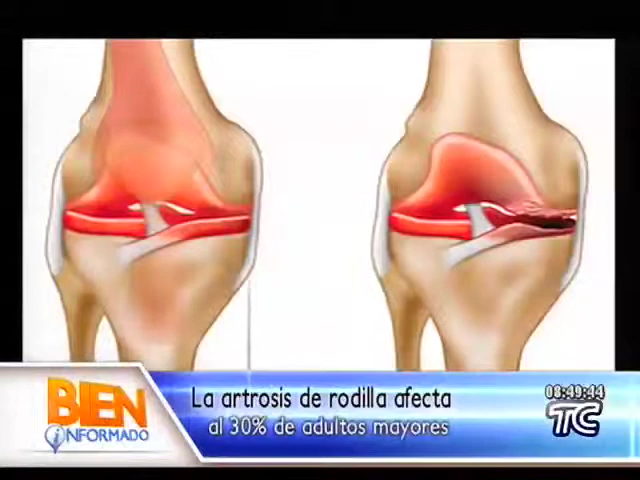 BIEN
iNFORMADO
La artrosis de rodilla afecta
al 30% de adultos mayores
08:49:44
TC